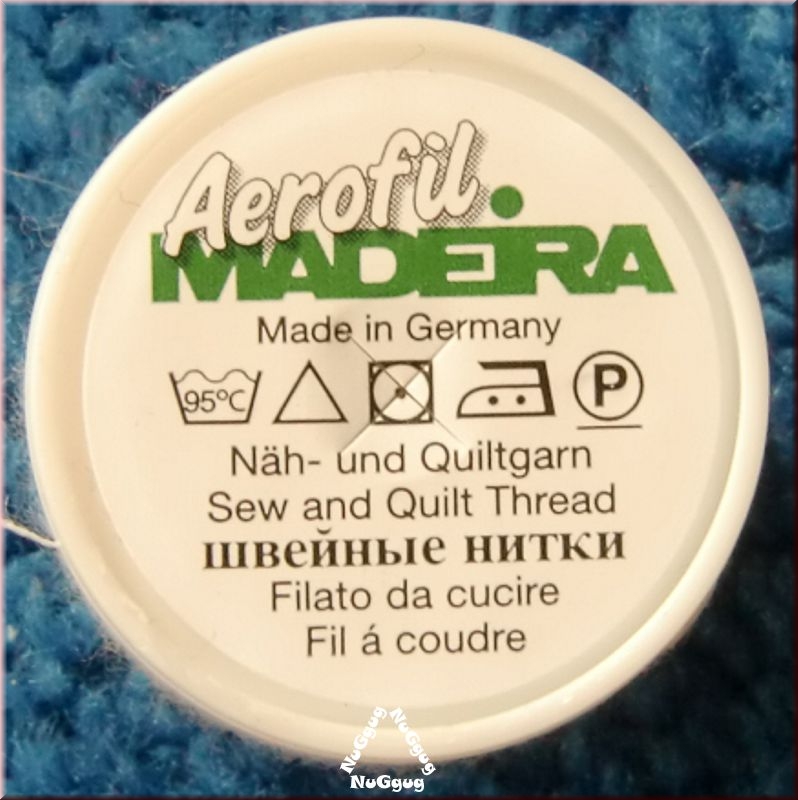 Aerofil
MADEIRA
Made in Germany
95°C P
Näh- und Quiltgarn
Sew and Quilt Thread
швейные нитки
Filato da cucire
Fil á coudre
NuGgug NuGgug
NuGgug